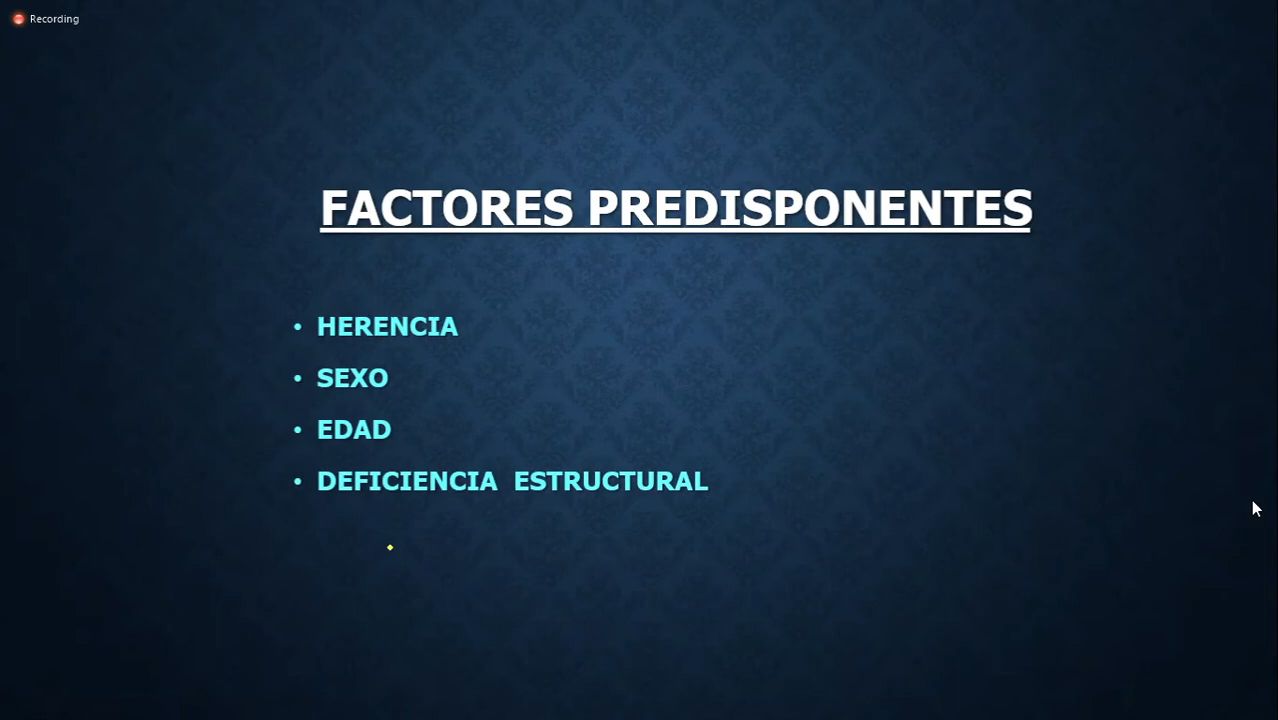 Recording
FACTORES PREDISPONENTES
• HERENCIA
• SEXO
• EDAD
• DEFICIENCIA ESTRUCTURAL